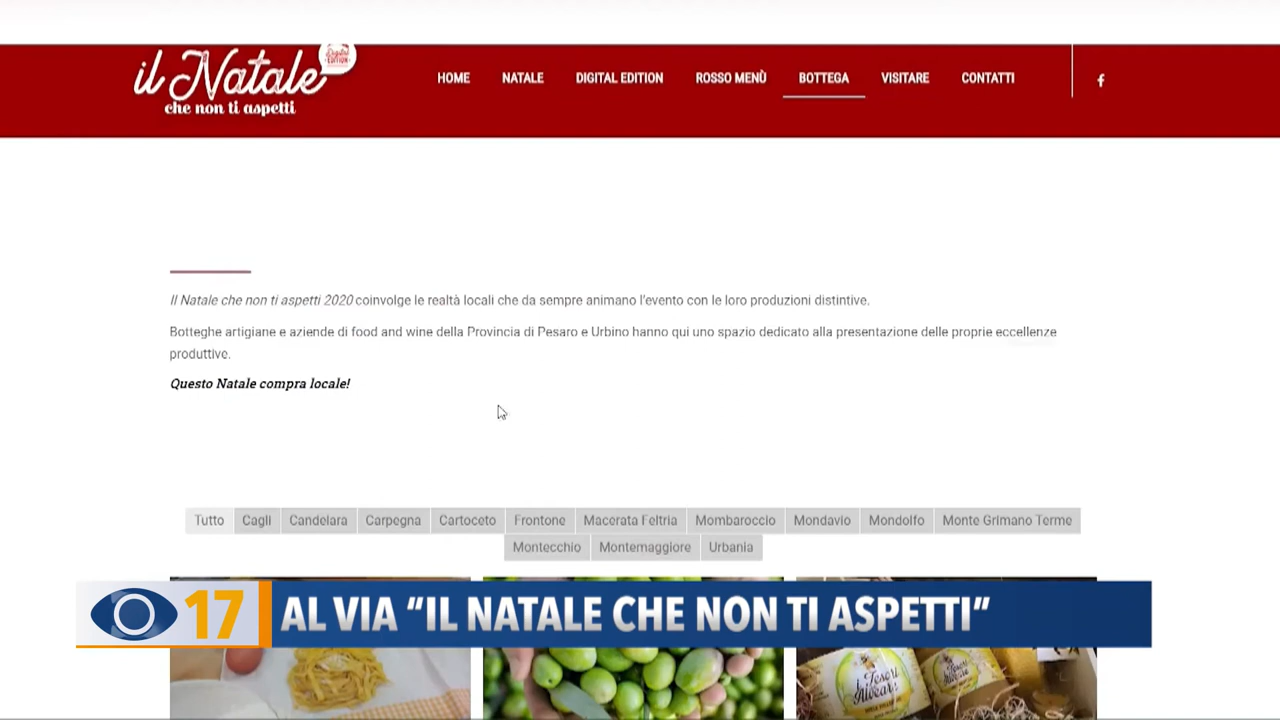 il Natale
che non ti aspetti
Digital
EDITION
HOME NATALE DIGITAL EDITION ROSSO MENÙ BOTTEGA VISITARE CONTATTI f
Il Natale che non ti aspetti 2020 coinvolge le realtà locali che da sempre animano l'evento con le loro produzioni distintive.
Botteghe artigiane e aziende di food and wine della Provincia di Pesaro e Urbino hanno qui uno spazio dedicato alla presentazione delle proprie eccellenze
produttive.
Questo Natale compra locale!
Tutto Cagli Candelara Carpegna Cartoceto Frontone Macerata Feltria Mombaroccio Mondavio Mondolfo Monte Grimano Terme
Montecchio Montemaggiore Urbania
17 AL VIA “IL NATALE CHE NON TI ASPETTI”
i Tesori